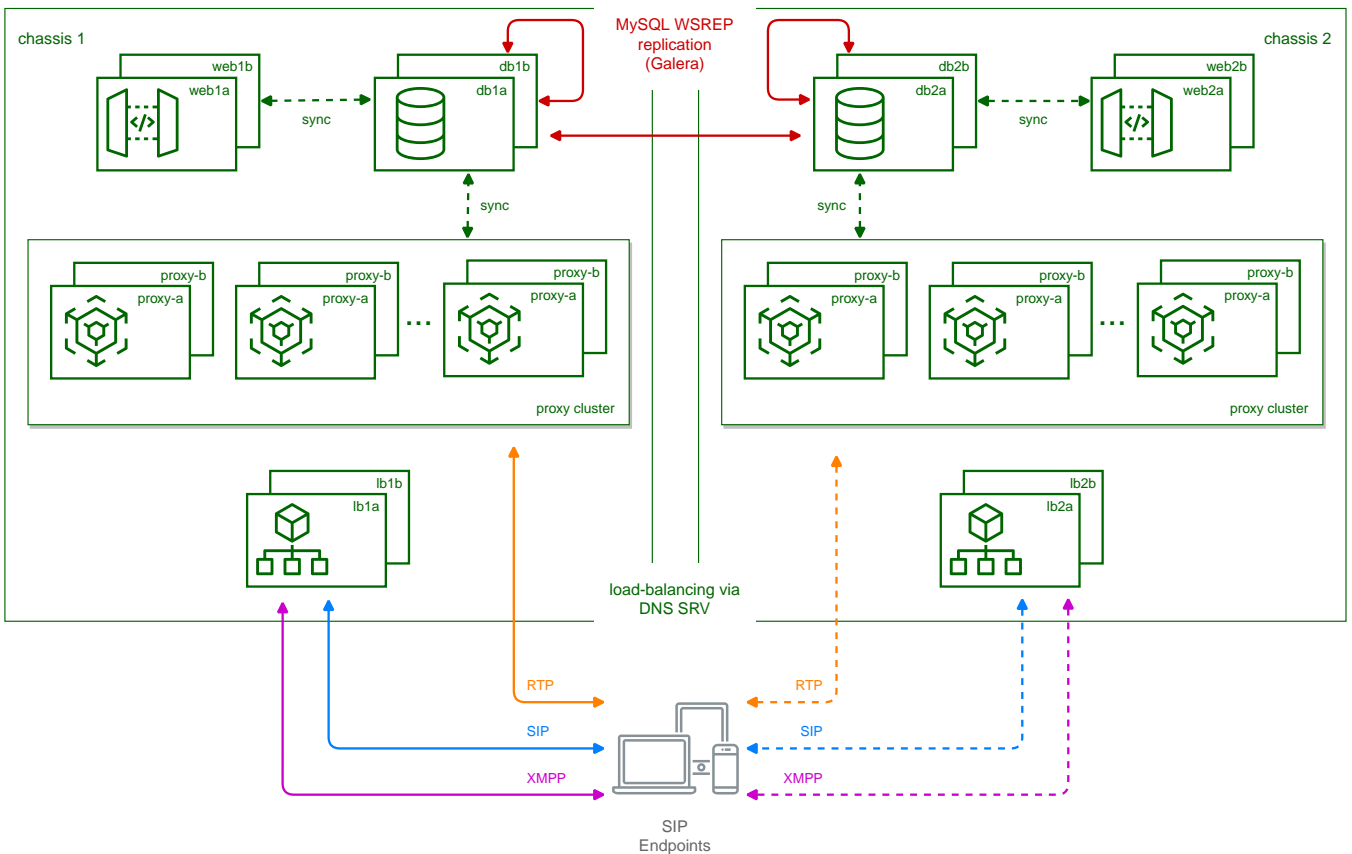 chassis 1
MySQL WSREP
replication
(Galera)
chassis 2
web1b
web1a
sync
db1b
db1a
db2b
db2a
sync
web2b
web2a
sync
sync
proxy-b
proxy-a
proxy-b
proxy-a
...
proxy-b
proxy-a
proxy cluster
proxy-b
proxy-a
proxy-b
proxy-a
...
proxy-b
proxy-a
proxy cluster
lb1b
lb1a
lb2b
lb2a
load-balancing via
DNS SRV
RTP
RTP
SIP
SIP
XMPP
XMPP
SIP
Endpoints